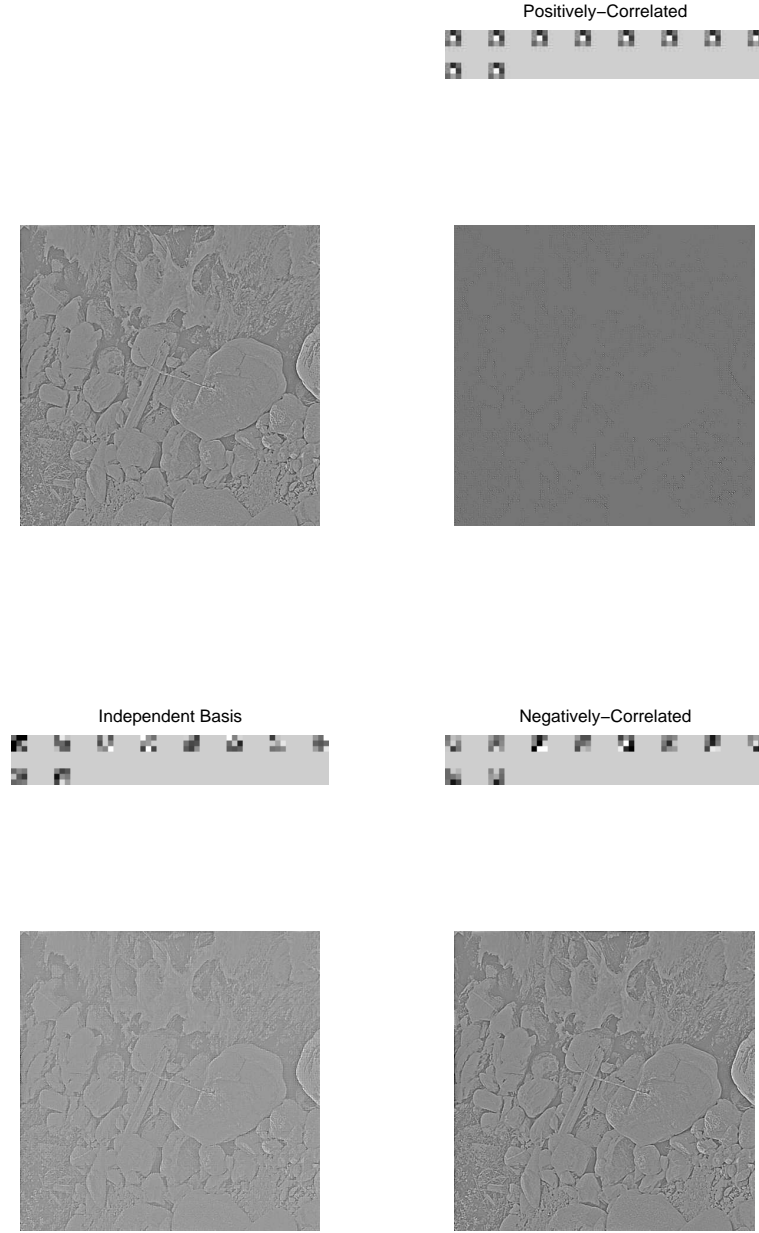 Positively−Correlated
Independent Basis
Negatively−Correlated